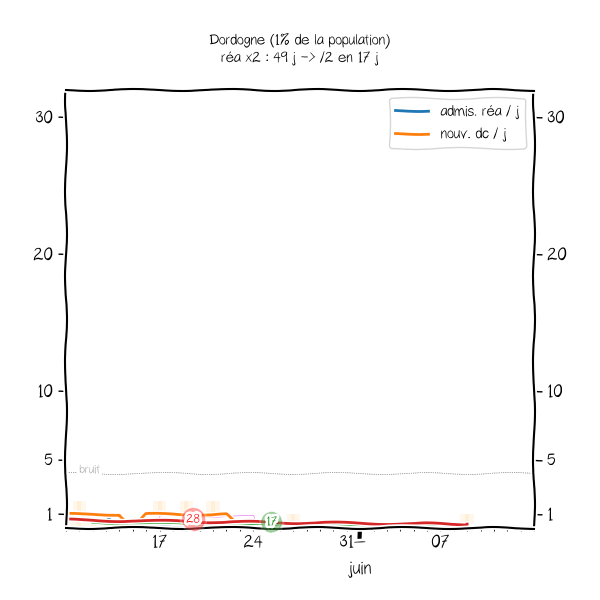 Dordogne (1% de la population)
réa x2 : 49 j -> /2 en 17 j
admis. réa / j
nouv. dc / j
30
30
20
20
10
10
5
5
bruit
1
1
28
17
17
24
31
07
juin